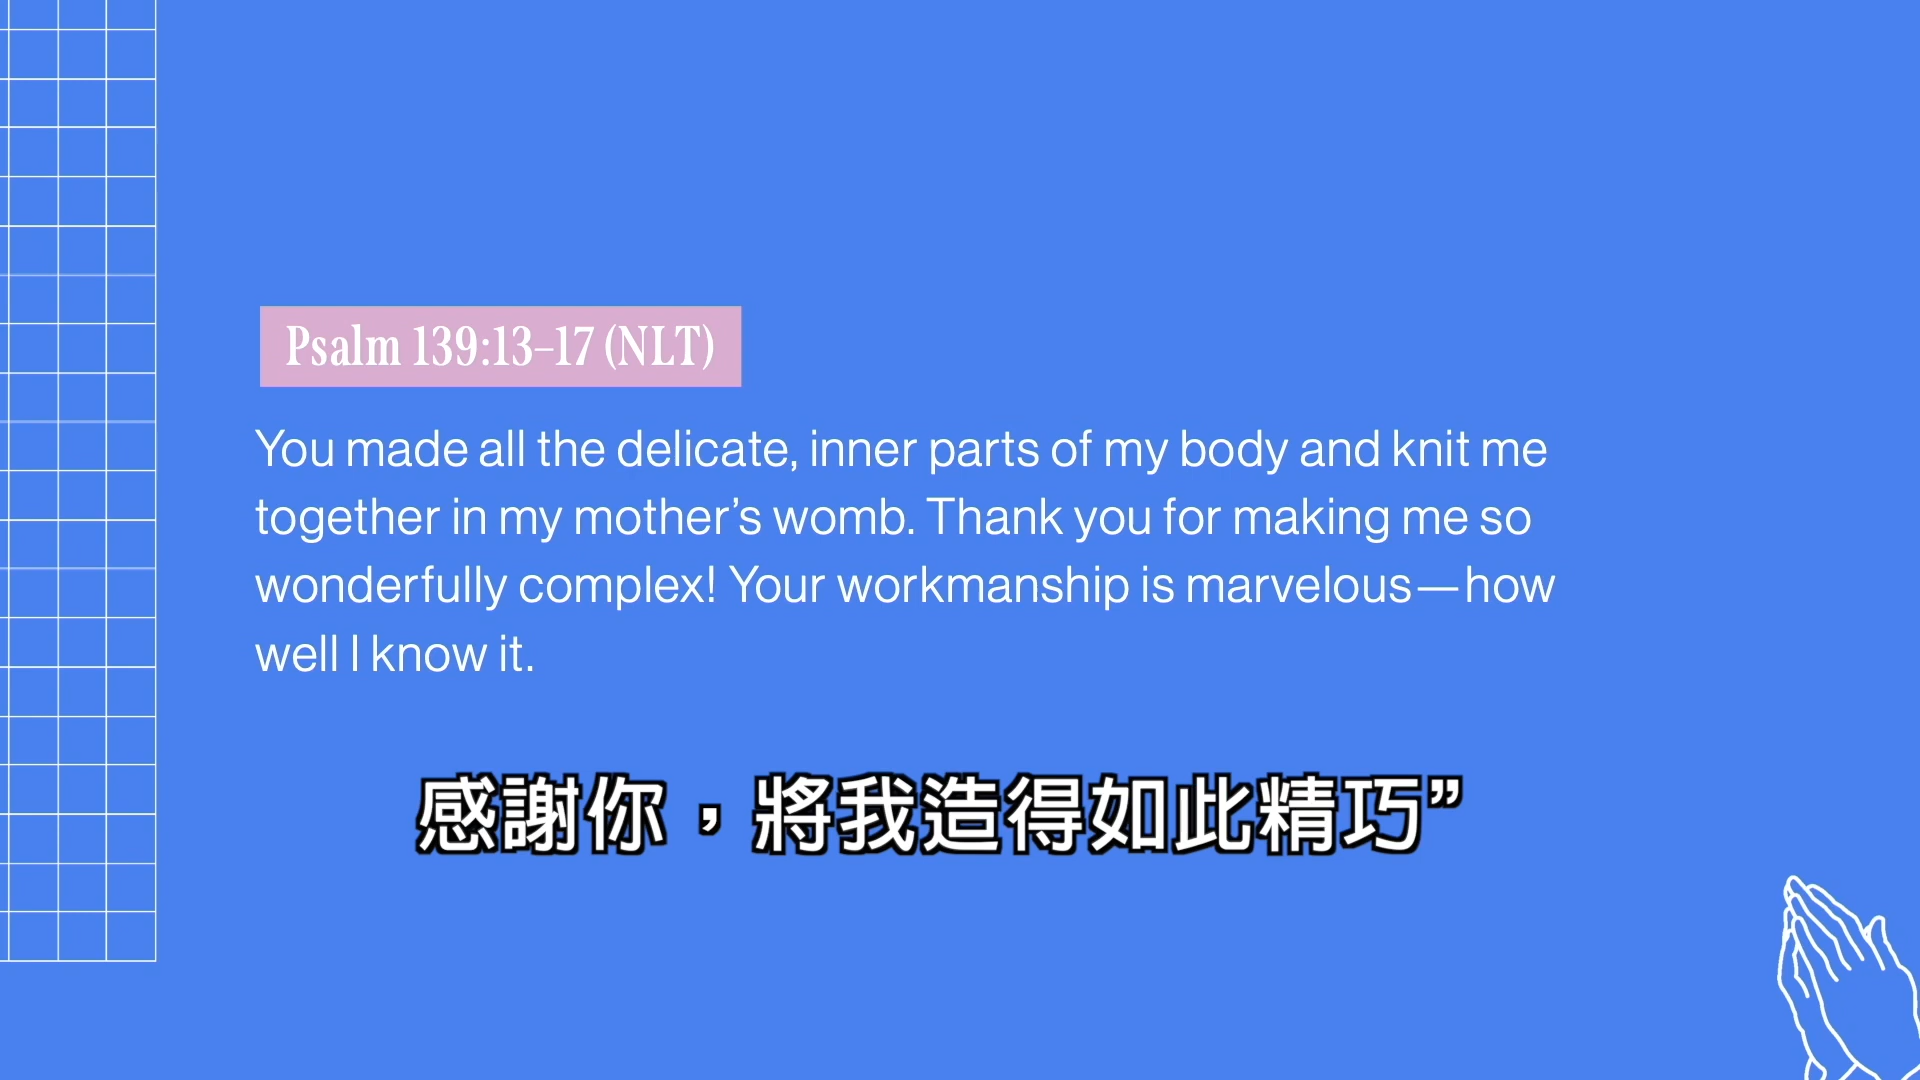 Psalm 139:13–17 (NLT)
You made all the delicate, inner parts of my body and knit me
together in my mother’s womb. Thank you for making me so
wonderfully complex! Your workmanship is marvelous—how
well I know it.
感謝你，將我造得如此精巧”